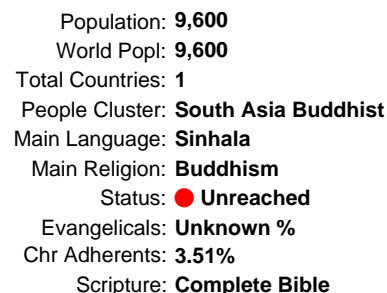 Population: 9,600
World Popl: 9,600
Total Countries: 1
People Cluster: South Asia Buddhist
Main Language: Sinhala
Main Religion: Buddhism
Status: Unreached
Evangelicals: Unknown %
Chr Adherents: 3.51%
Scripture: Complete Bible